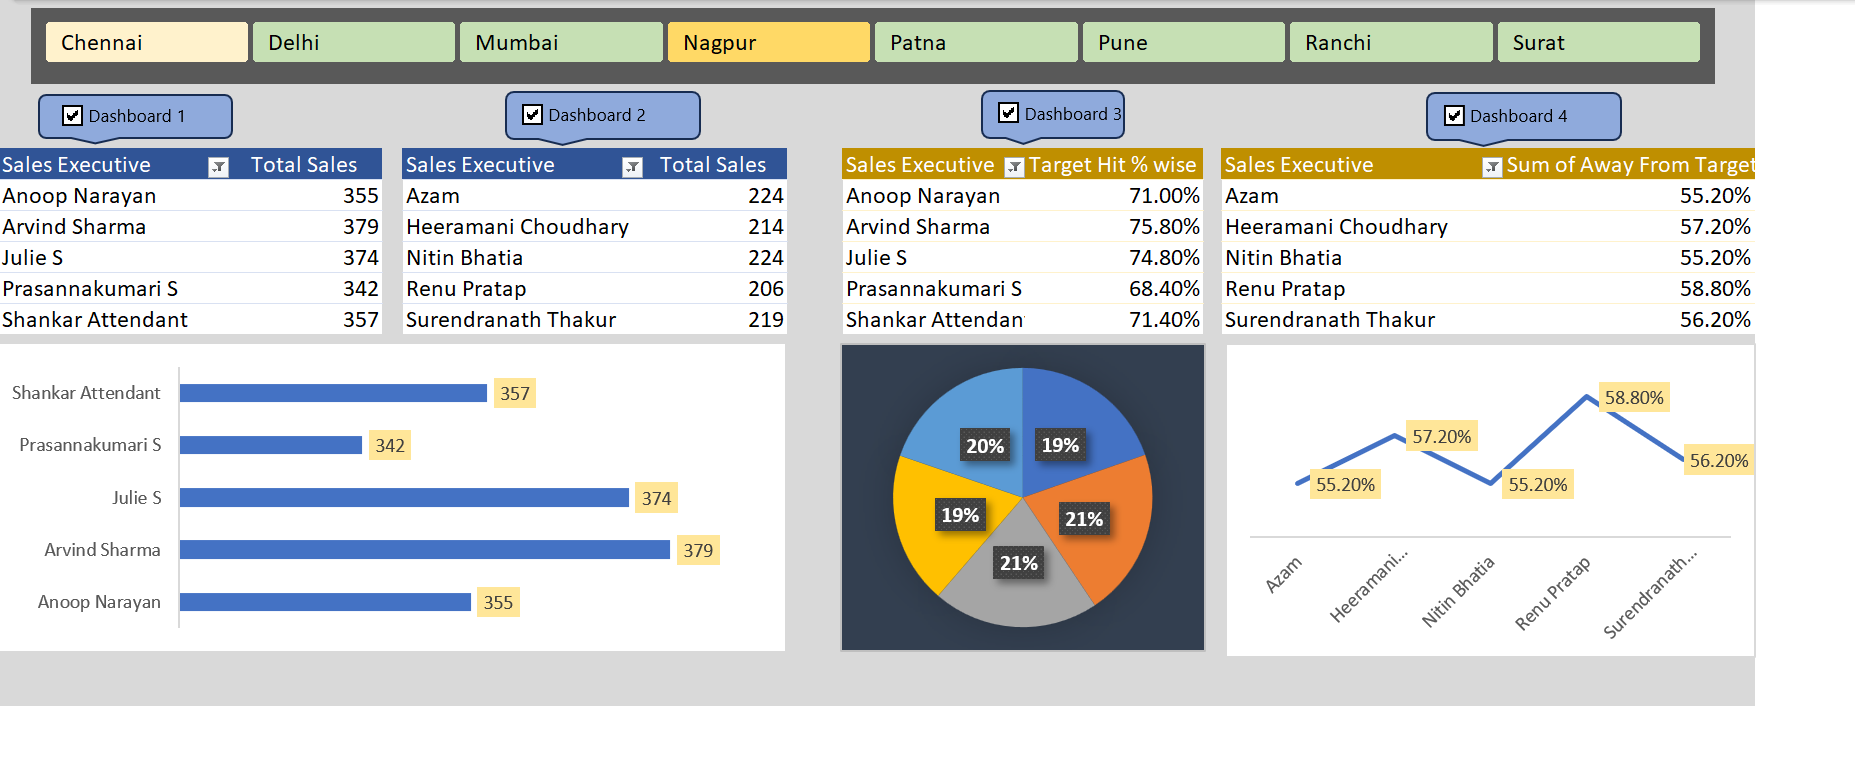 Chennai Delhi Mumbai Nagpur Patna Pune Ranchi Surat
Dashboard 1 Dashboard 2 Dashboard 3 Dashboard 4
Sales Executive Total Sales
Anoop Narayan 355
Arvind Sharma 379
Julie S 374
Prasannakumari S 342
Shankar Attendant 357
Sales Executive Total Sales
Azam 224
Heeramani Choudhary 214
Nitin Bhatia 224
Renu Pratap 206
Surendranath Thakur 219
Sales Executive Target Hit % wise
Anoop Narayan 71.00%
Arvind Sharma 75.80%
Julie S 74.80%
Prasannakumari S 68.40%
Shankar Attendan 71.40%
Sales Executive Sum of Away From Target
Azam 55.20%
Heeramani Choudhary 57.20%
Nitin Bhatia 55.20%
Renu Pratap 58.80%
Surendranath Thakur 56.20%
Shankar Attendant 357
Prasannakumari S 342
Julie S 374
Arvind Sharma 379
Anoop Narayan 355
20% 19%
19% 21%
21%
58.80%
57.20%
56.20%
55.20% 55.20%
Azam Heeramani... Nitin Bhatia Renu Pratap Surendranath...